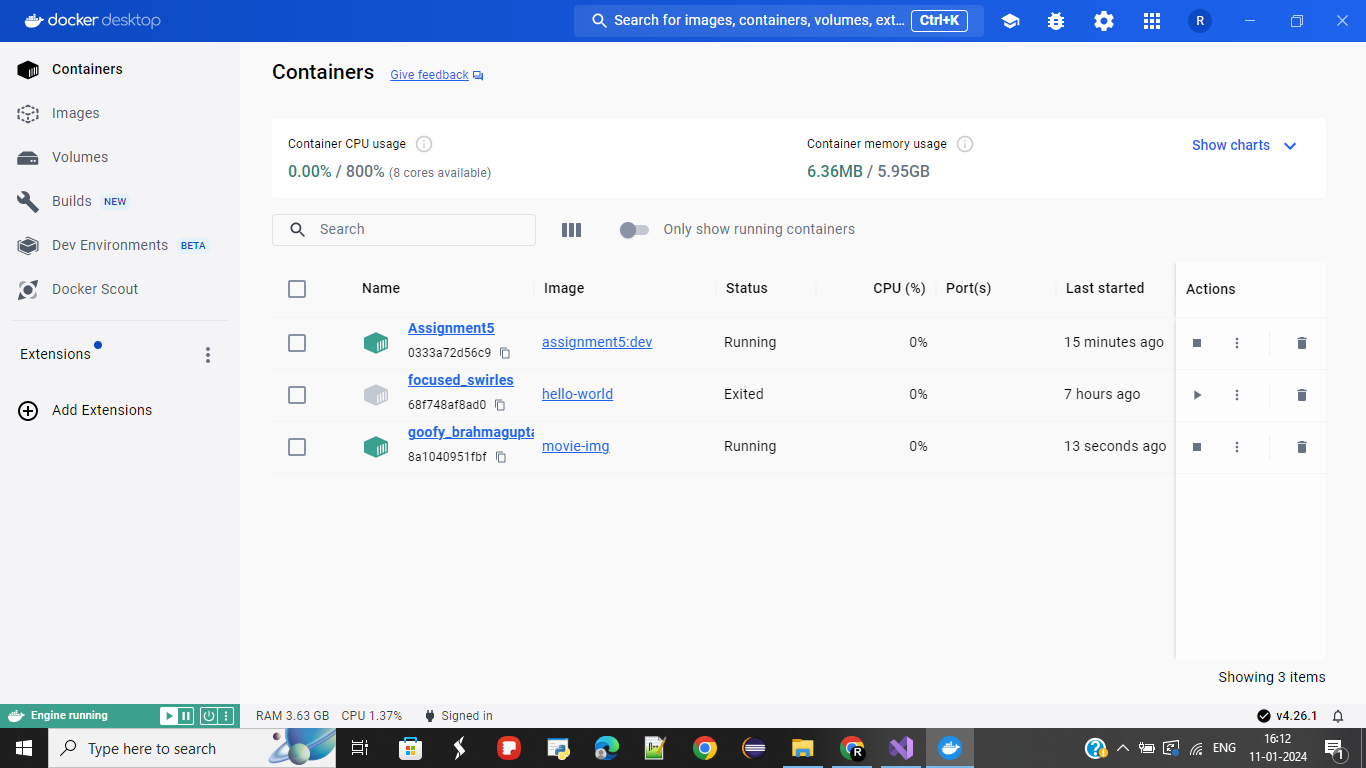 docker desktop
Search for images, containers, volumes, ext... Ctrl+K
R
Containers
Images
Volumes
Builds NEW
Dev Environments BETA
Docker Scout
Extensions
Add Extensions
Containers Give feedback
Container CPU usage
0.00% / 800% (8 cores available)
Container memory usage
6.36MB / 5.95GB
Show charts
Search
Only show running containers
Name Image Status CPU (%) Port(s) Last started Actions
Assignment5
0333a72d56c9
assignment5:dev Running 0% 15 minutes ago
focused_swirles
68f748af8ad0
hello-world Exited 0% 7 hours ago
goofy_brahmagupta
8a1040951fbf
movie-img Running 0% 13 seconds ago
Showing 3 items
Engine running
RAM 3.63 GB CPU 1.37% Signed in
v4.26.1
Type here to search
R
ENG
16:12
11-01-2024
1